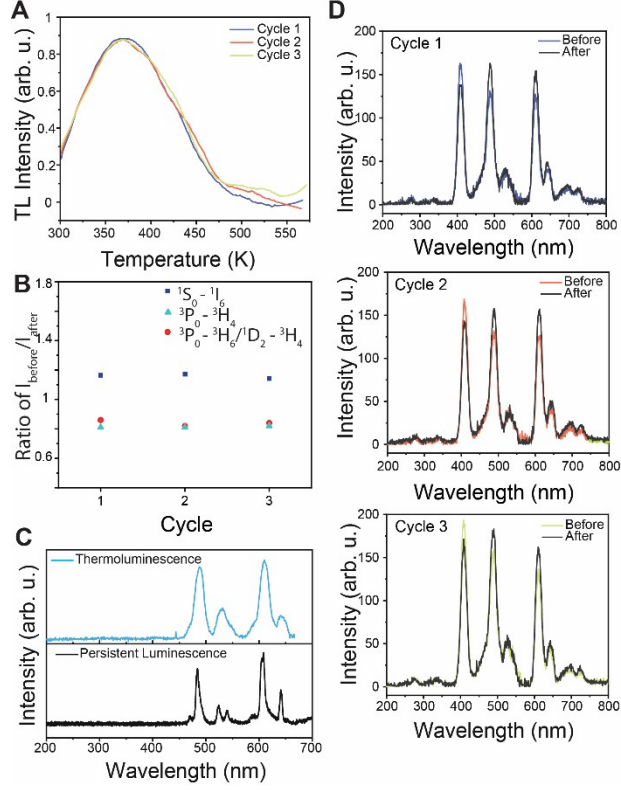 A
TL Intensity (arb. u.)
1
0.8
0.6
0.4
0.2
0
Cycle 1
Cycle 2
Cycle 3
300 350 400 450 500 550
Temperature (K)
B
Ratio of I_before/I_after
1.8
1.4
1
0.6
¹S₀ - ¹I₆
³P₀ - ³H₄
³P₀ - ³H₆/¹D₂ - ³H₄
1 2 3
Cycle
C
Intensity (arb. u.)
Thermoluminescence
Intensity (arb. u.)
Persistent Luminescence
200 300 400 500 600 700
Wavelength (nm)
D
Intensity (arb. u.)
200
150
100
50
0
Cycle 1
Before
After
200 300 400 500 600 700 800
Wavelength (nm)
Intensity (arb. u.)
200
150
100
50
0
Cycle 2
Before
After
200 300 400 500 600 700 800
Wavelength (nm)
Intensity (arb. u.)
200
150
100
50
0
Cycle 3
Before
After
200 300 400 500 600 700 800
Wavelength (nm)